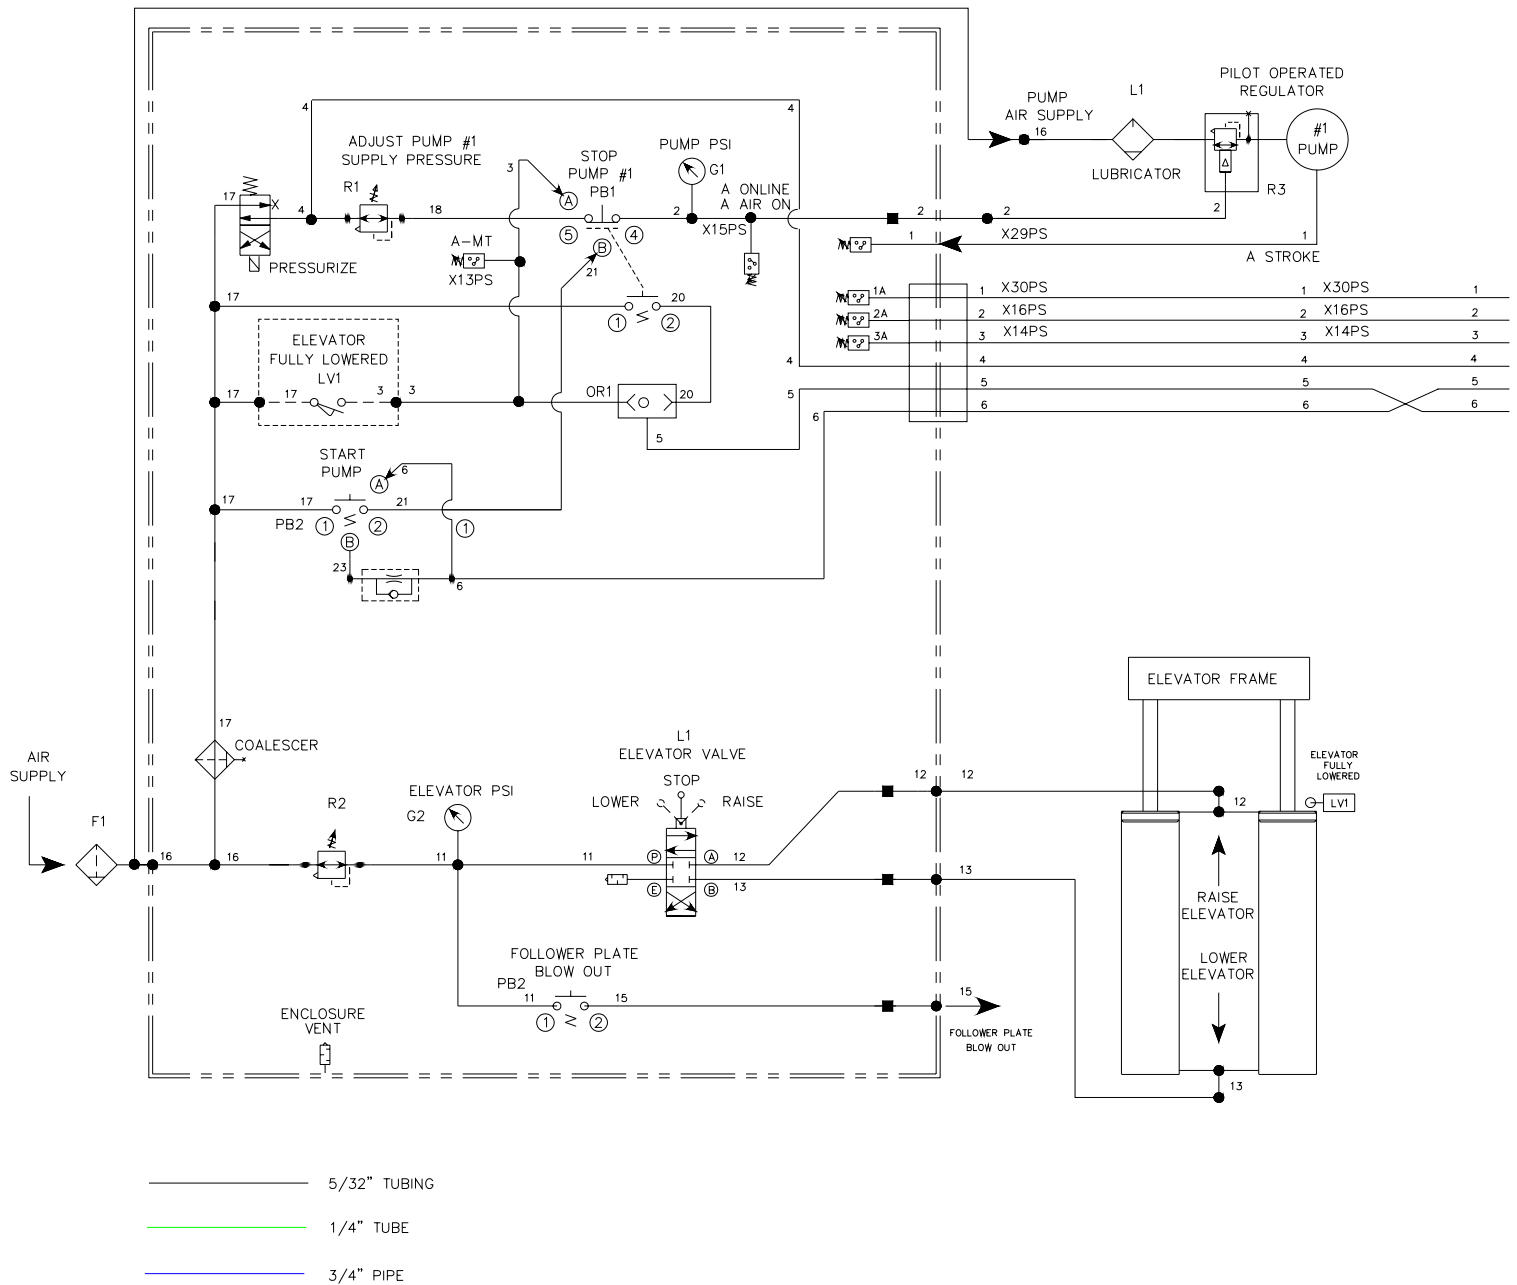 PILOT OPERATED
REGULATOR
L1
PUMP
AIR SUPPLY
16
#1
PUMP
LUBRICATOR
R3
2
4
4
ADJUST PUMP #1
SUPPLY PRESSURE
R1
3
STOP
PUMP #1
PB1
PUMP PSI
G1
A
A ONLINE
A AIR ON
17
X
4
18
5
4
2
X15PS
2
2
B
21
A-MT
X13PS
PRESSURIZE
1
X29PS
1
A STROKE
17
20
1
2
1A
1
X30PS
1
X30PS
1
2A
2
X16PS
2
X16PS
2
3A
3
X14PS
3
X14PS
3
4
4
4
4
ELEVATOR
FULLY LOWERED
LV1
17
17
3
3
OR1
20
5
5
5
5
5
6
6
6
6
START
PUMP
A
6
17
17
21
PB2
1
2
1
B
23
6
ELEVATOR FRAME
17
COALESCER
AIR
SUPPLY
L1
ELEVATOR VALVE
STOP
LOWER
RAISE
ELEVATOR PSI
G2
R2
F1
12
12
ELEVATOR
FULLY
LOWERED
12
LV1
16
16
11
11
P
A
12
E
B
13
13
RAISE
ELEVATOR
LOWER
ELEVATOR
FOLLOWER PLATE
BLOW OUT
PB2
11
15
1
2
15
FOLLOWER PLATE
BLOW OUT
ENCLOSURE
VENT
13
5/32" TUBING
1/4" TUBE
3/4" PIPE